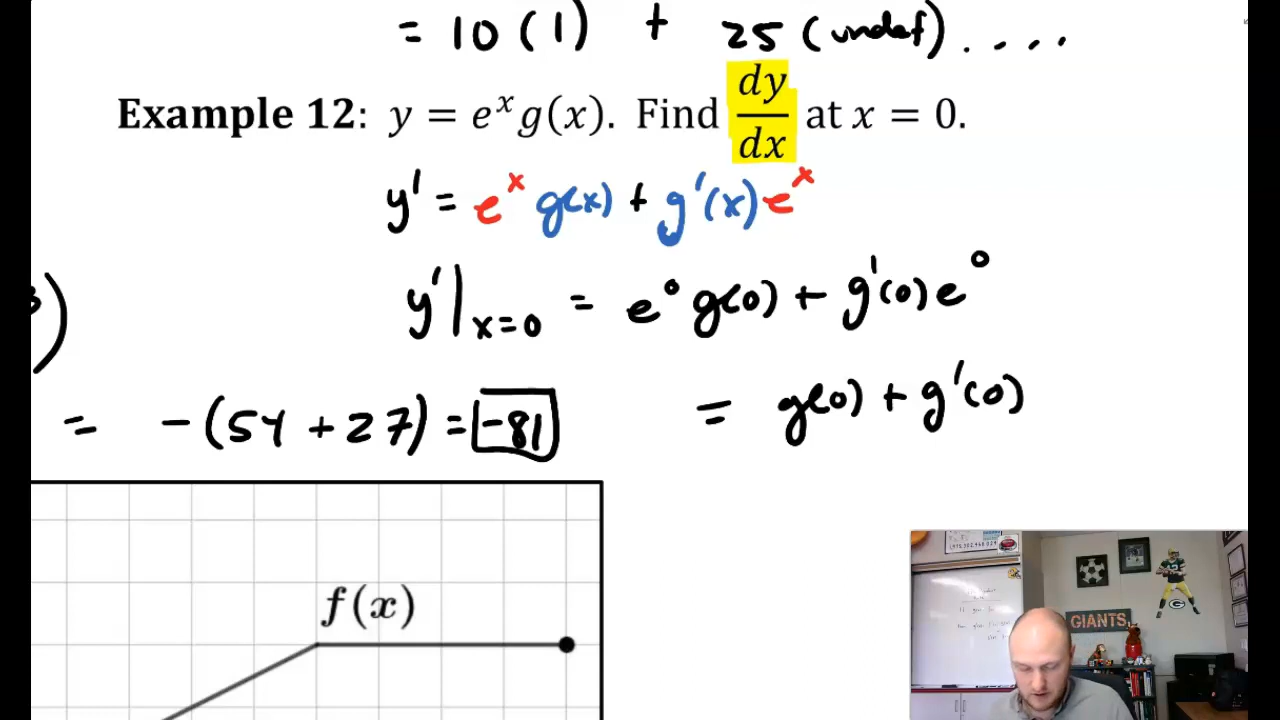 = 10 (1) + 25 (undef) . . . .
Example 12: y = e^x g(x). Find dy/dx at x = 0.
y' = e^x g(x) + g'(x) e^x
y'|x=0 = e^0 g(0) + g'(0) e^0
= -(54 + 27) = -81
= g(0) + g'(0)
f(x)
GIANTS
G